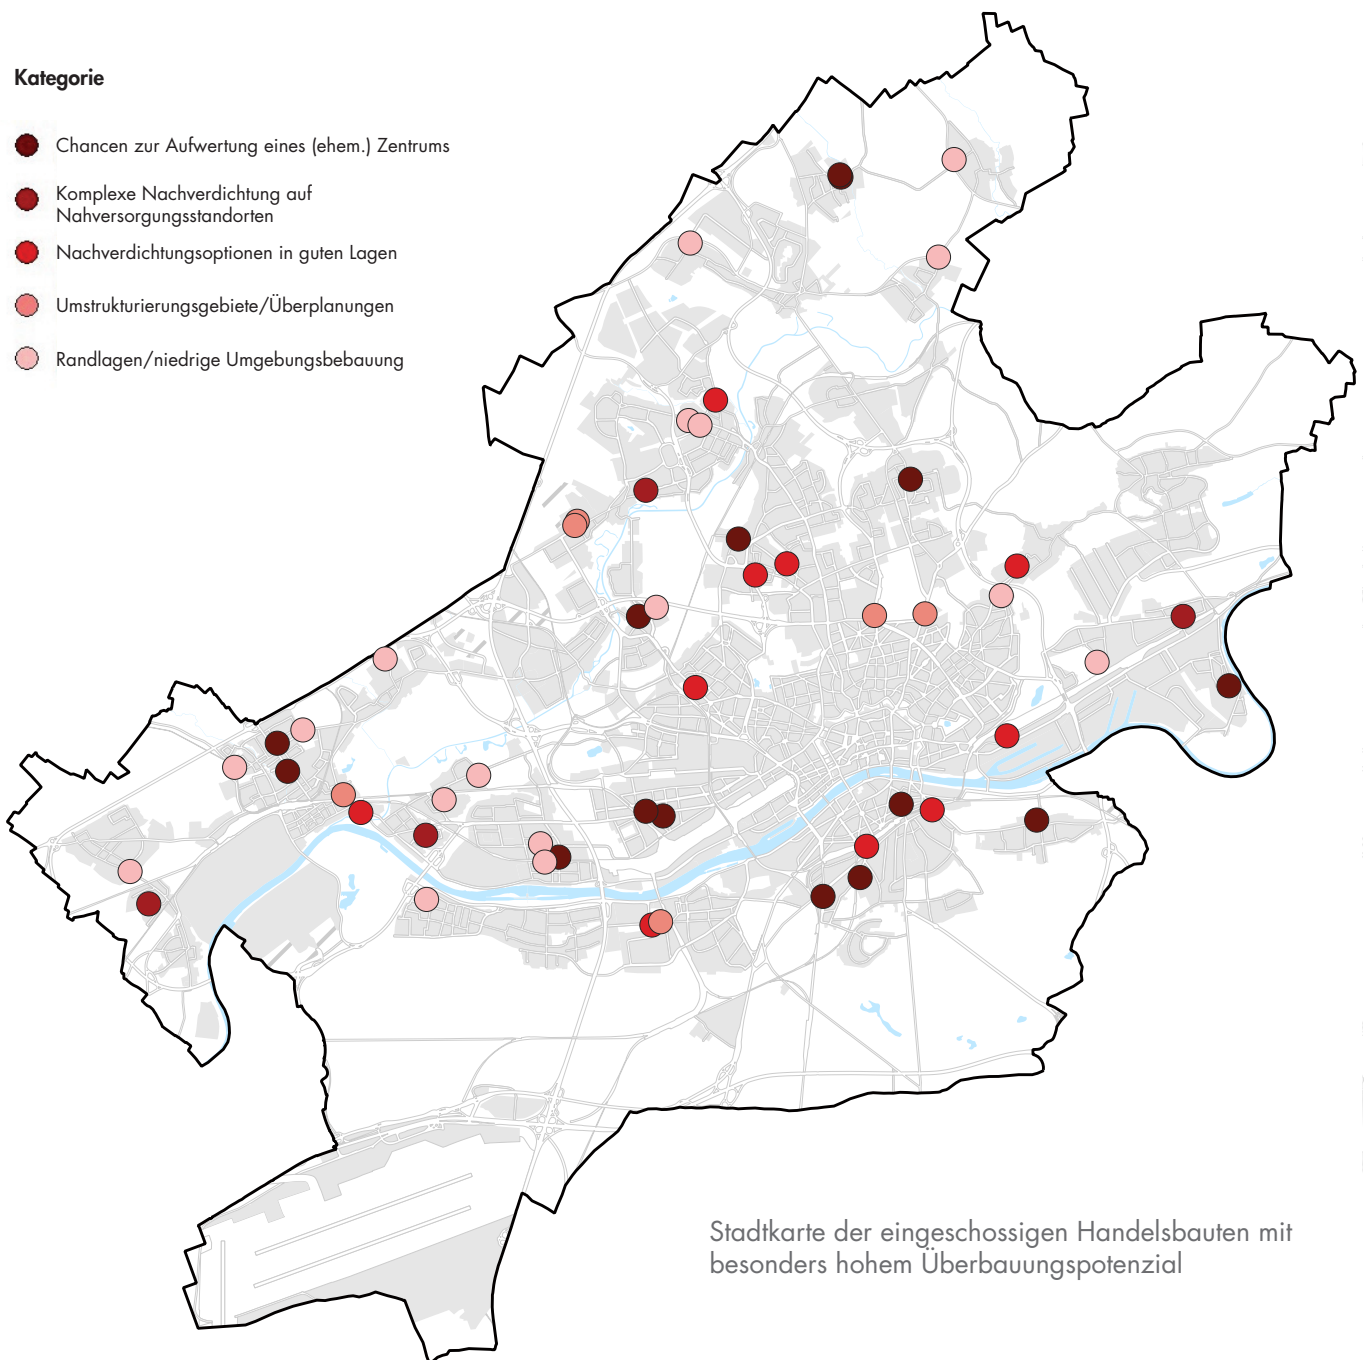 Kategorie
Chancen zur Aufwertung eines (ehem.) Zentrums
Komplexe Nachverdichtung auf
Nahversorgungsstandorten
Nachverdichtungsoptionen in guten Lagen
Umstrukturierungsgebiete/Überplanungen
Randlagen/niedrige Umgebungsbebauung
Stadtkarte der eingeschossigen Handelsbauten mit
besonders hohem Überbauungspotenzial